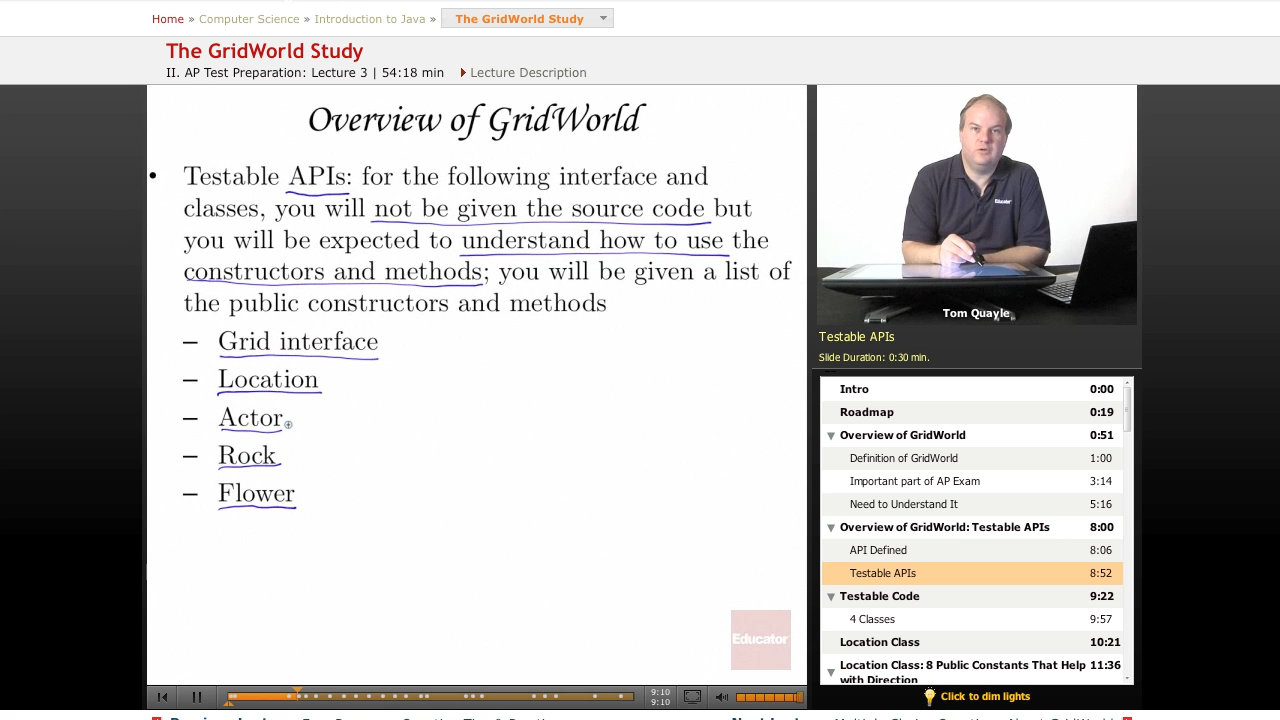 Home » Computer Science » Introduction to Java » The GridWorld Study
The GridWorld Study
II. AP Test Preparation: Lecture 3 | 54:18 min Lecture Description
Overview of GridWorld
• Testable APIs: for the following interface and
classes, you will not be given the source code but
you will be expected to understand how to use the
constructors and methods; you will be given a list of
the public constructors and methods
– Grid interface
– Location
– Actor
– Rock
– Flower
Educator
9:10
9:10
Educator
Tom Quayle
Testable APIs
Slide Duration: 0:30 min.
Intro 0:00
Roadmap 0:19
Overview of GridWorld 0:51
Definition of GridWorld 1:00
Important part of AP Exam 3:14
Need to Understand It 5:16
Overview of GridWorld: Testable APIs 8:00
API Defined 8:06
Testable APIs 8:52
Testable Code 9:22
4 Classes 9:57
Location Class 10:21
Location Class: 8 Public Constants That Help 11:36
with Direction
Click to dim lights